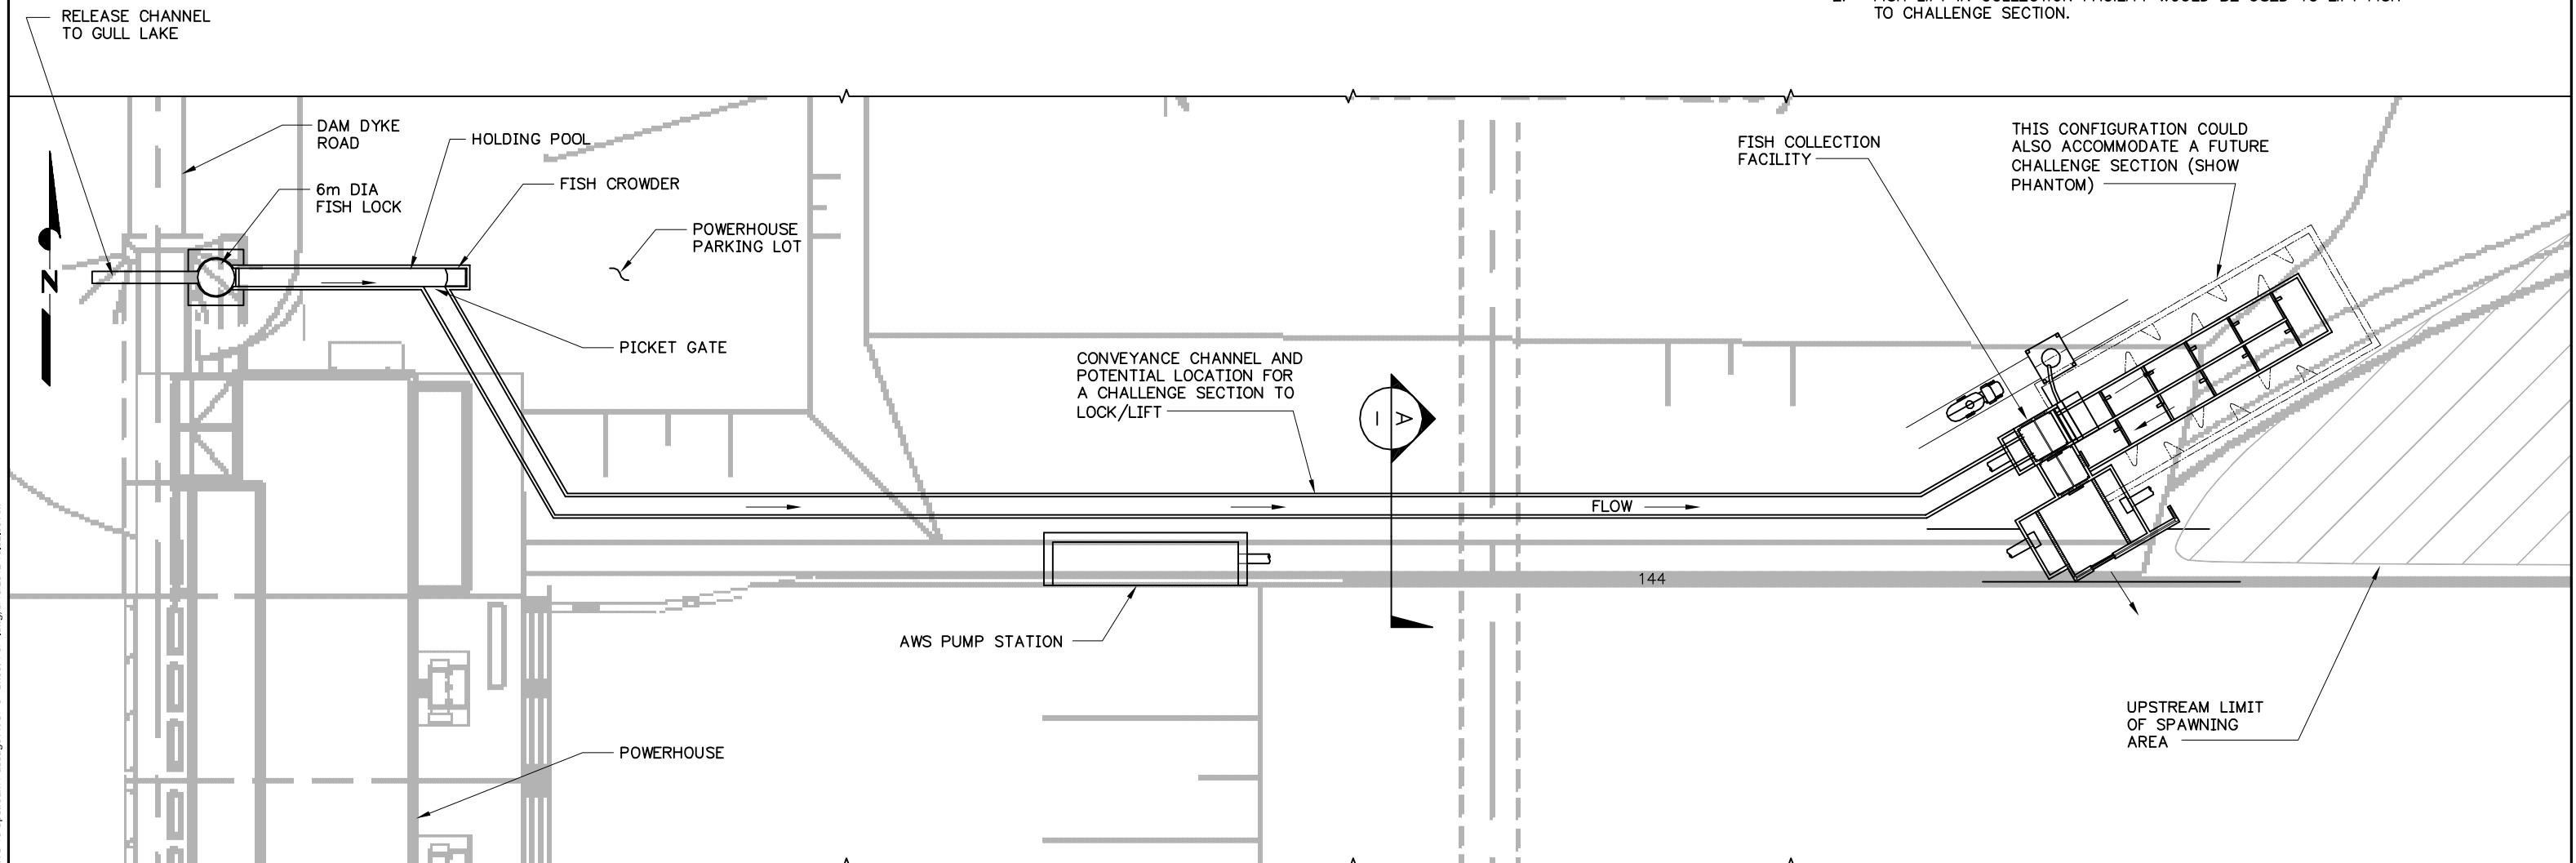 RELEASE CHANNEL
TO GULL LAKE
TO CHALLENGE SECTION.
DAM DYKE
ROAD
HOLDING POOL
6m DIA
FISH LOCK
FISH CROWDER
POWERHOUSE
PARKING LOT
PICKET GATE
N
CONVEYANCE CHANNEL AND
POTENTIAL LOCATION FOR
A CHALLENGE SECTION TO
LOCK/LIFT
A
FISH COLLECTION
FACILITY
THIS CONFIGURATION COULD
ALSO ACCOMMODATE A FUTURE
CHALLENGE SECTION (SHOW
PHANTOM)
FLOW
144
AWS PUMP STATION
POWERHOUSE
UPSTREAM LIMIT
OF SPAWNING
AREA